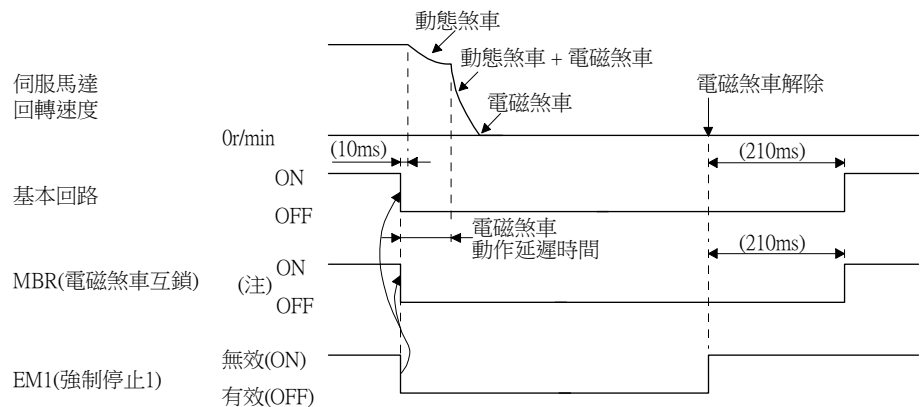 動態煞車
動態煞車 + 電磁煞車
伺服馬達
回轉速度
電磁煞車
電磁煞車解除
0r/min
(10ms)
(210ms)
ON
基本回路
OFF
電磁煞車
動作延遲時間
(210ms)
ON
MBR(電磁煞車互鎖)
(注)
OFF
無效(ON)
EM1(強制停止1)
有效(OFF)